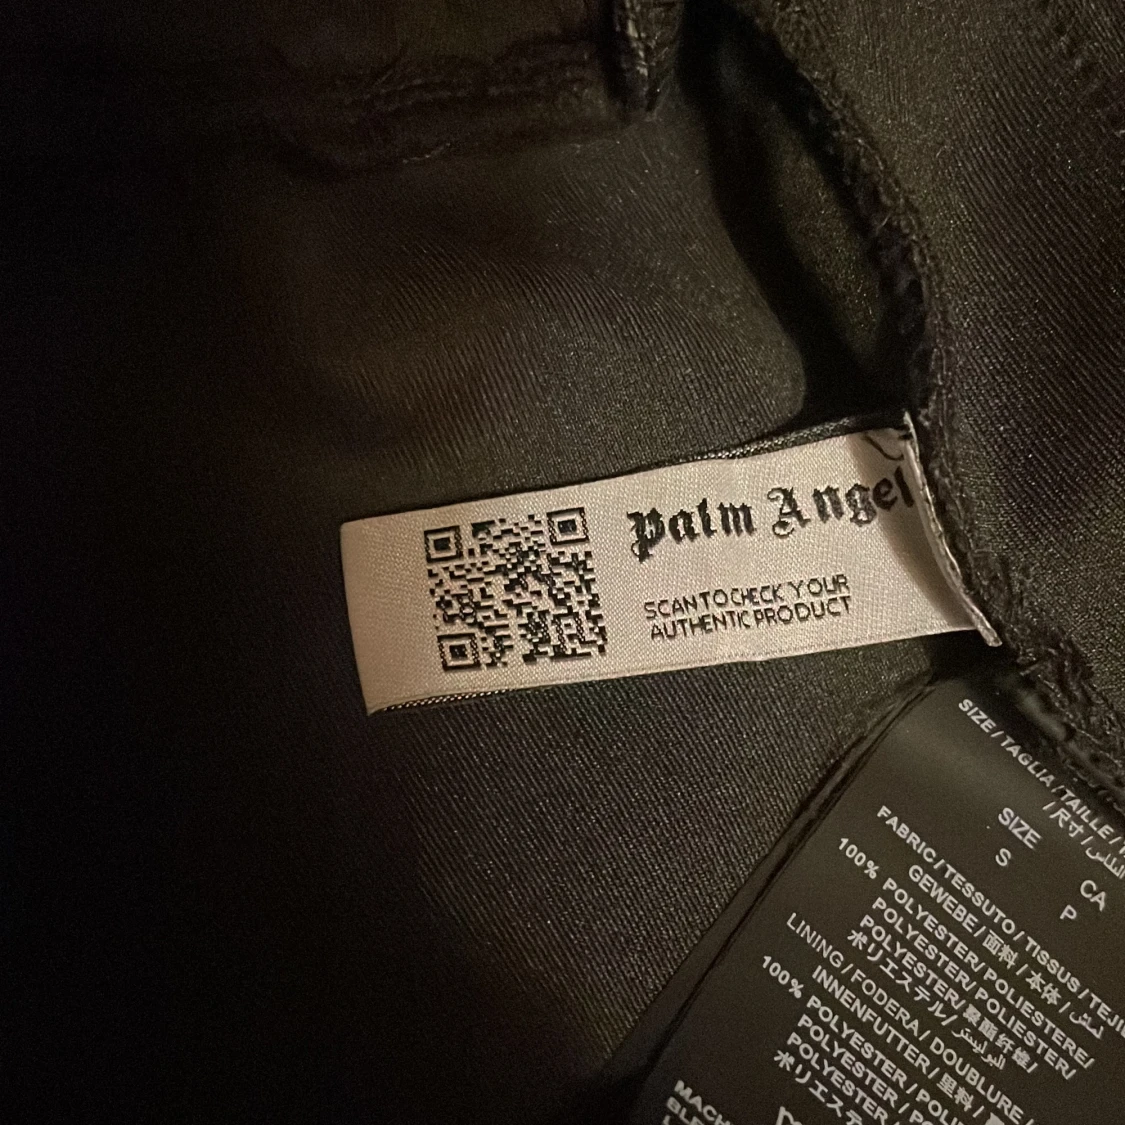 Palm Angel
SCAN TO CHECK YOUR
AUTHENTIC PRODUCT
SIZE / TAGLIA / TAILLE /
/ 尺寸 /
SIZE
S
CA
P
FABRIC / TESSUTO / TISSUS /
GEWEBE / 面料 / 本体 /
100% POLYESTER/ POLIESTERE/
POLYESTER/ POLIESTER/
POLYESTER/ 聚酯纤维/
ポリエステル/ البوليستر/
LINING / FODERA / DOUBLURE /
INNENFUTTER / 里料 /
100% POLYESTER /
POLYESTER /
POLYESTER/
ポリエステ
MACH